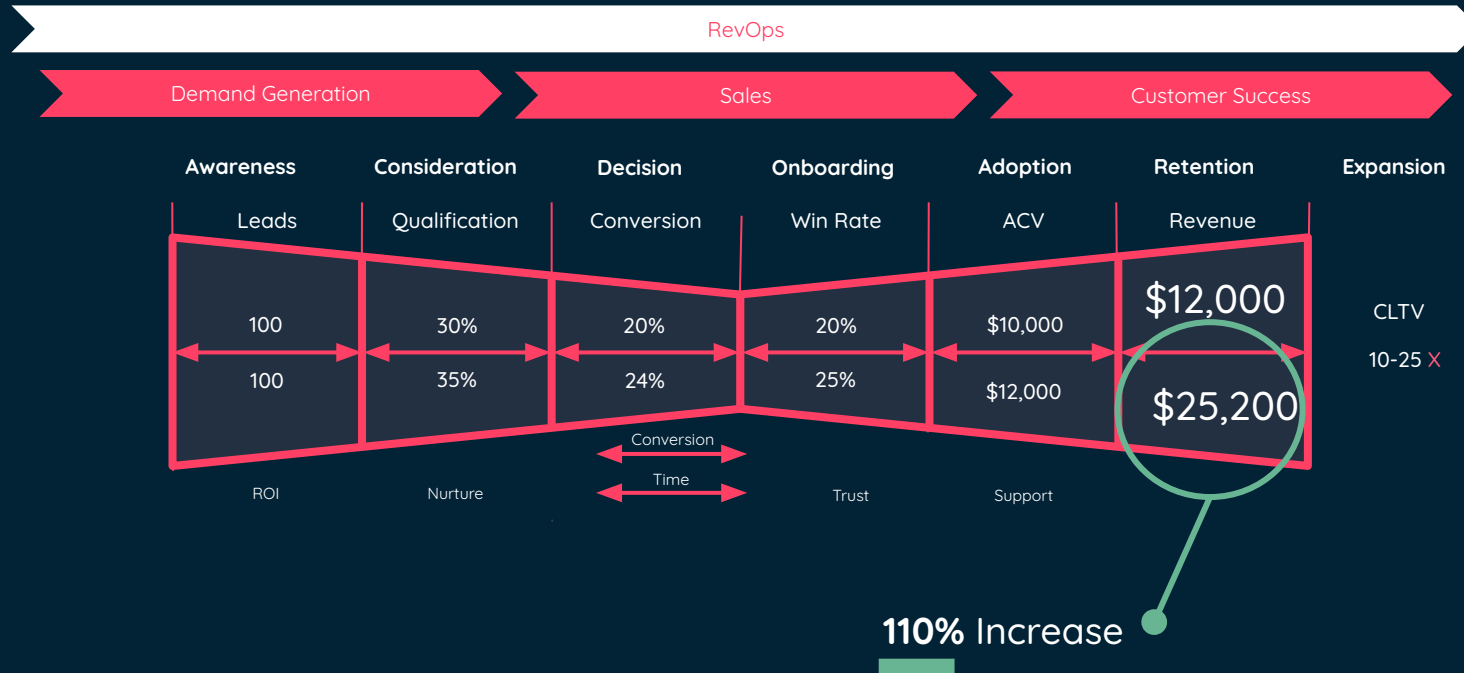 RevOps
Demand Generation
Sales
Customer Success
Awareness
Consideration
Decision
Onboarding
Adoption
Retention
Expansion
Leads
Qualification
Conversion
Win Rate
ACV
Revenue
100
30%
20%
20%
$10,000
$12,000
CLTV
100
35%
24%
25%
$12,000
$25,200
10-25 X
Conversion
Time
ROI
Nurture
Trust
Support
110% Increase